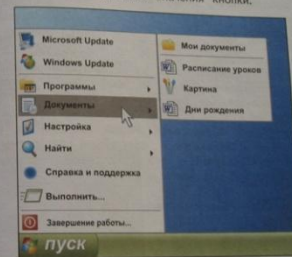 кнопки.
Microsoft Update
Windows Update
Программы
Документы
Настройка
Найти
Справка и поддержка
Выполнить...
Завершение работы...
Мои документы
Расписание уроков
Картина
Дни рождения
пуск